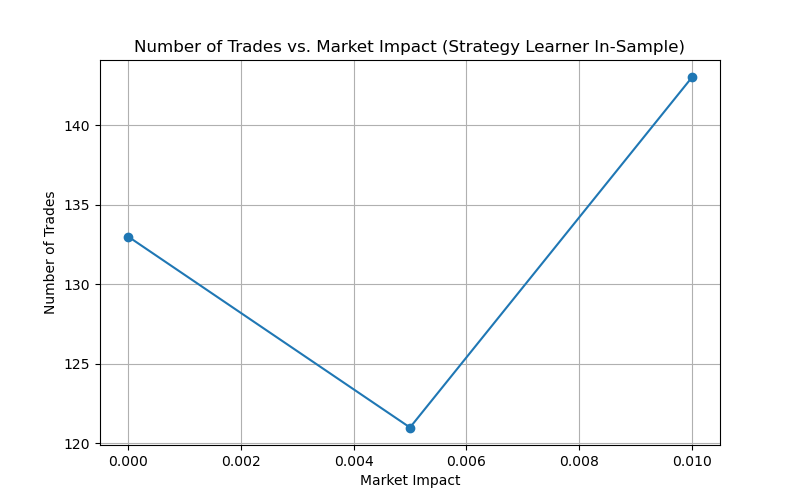 Number of Trades vs. Market Impact (Strategy Learner In-Sample)
140
135
130
125
120
Number of Trades
0.000 0.002 0.004 0.006 0.008 0.010
Market Impact